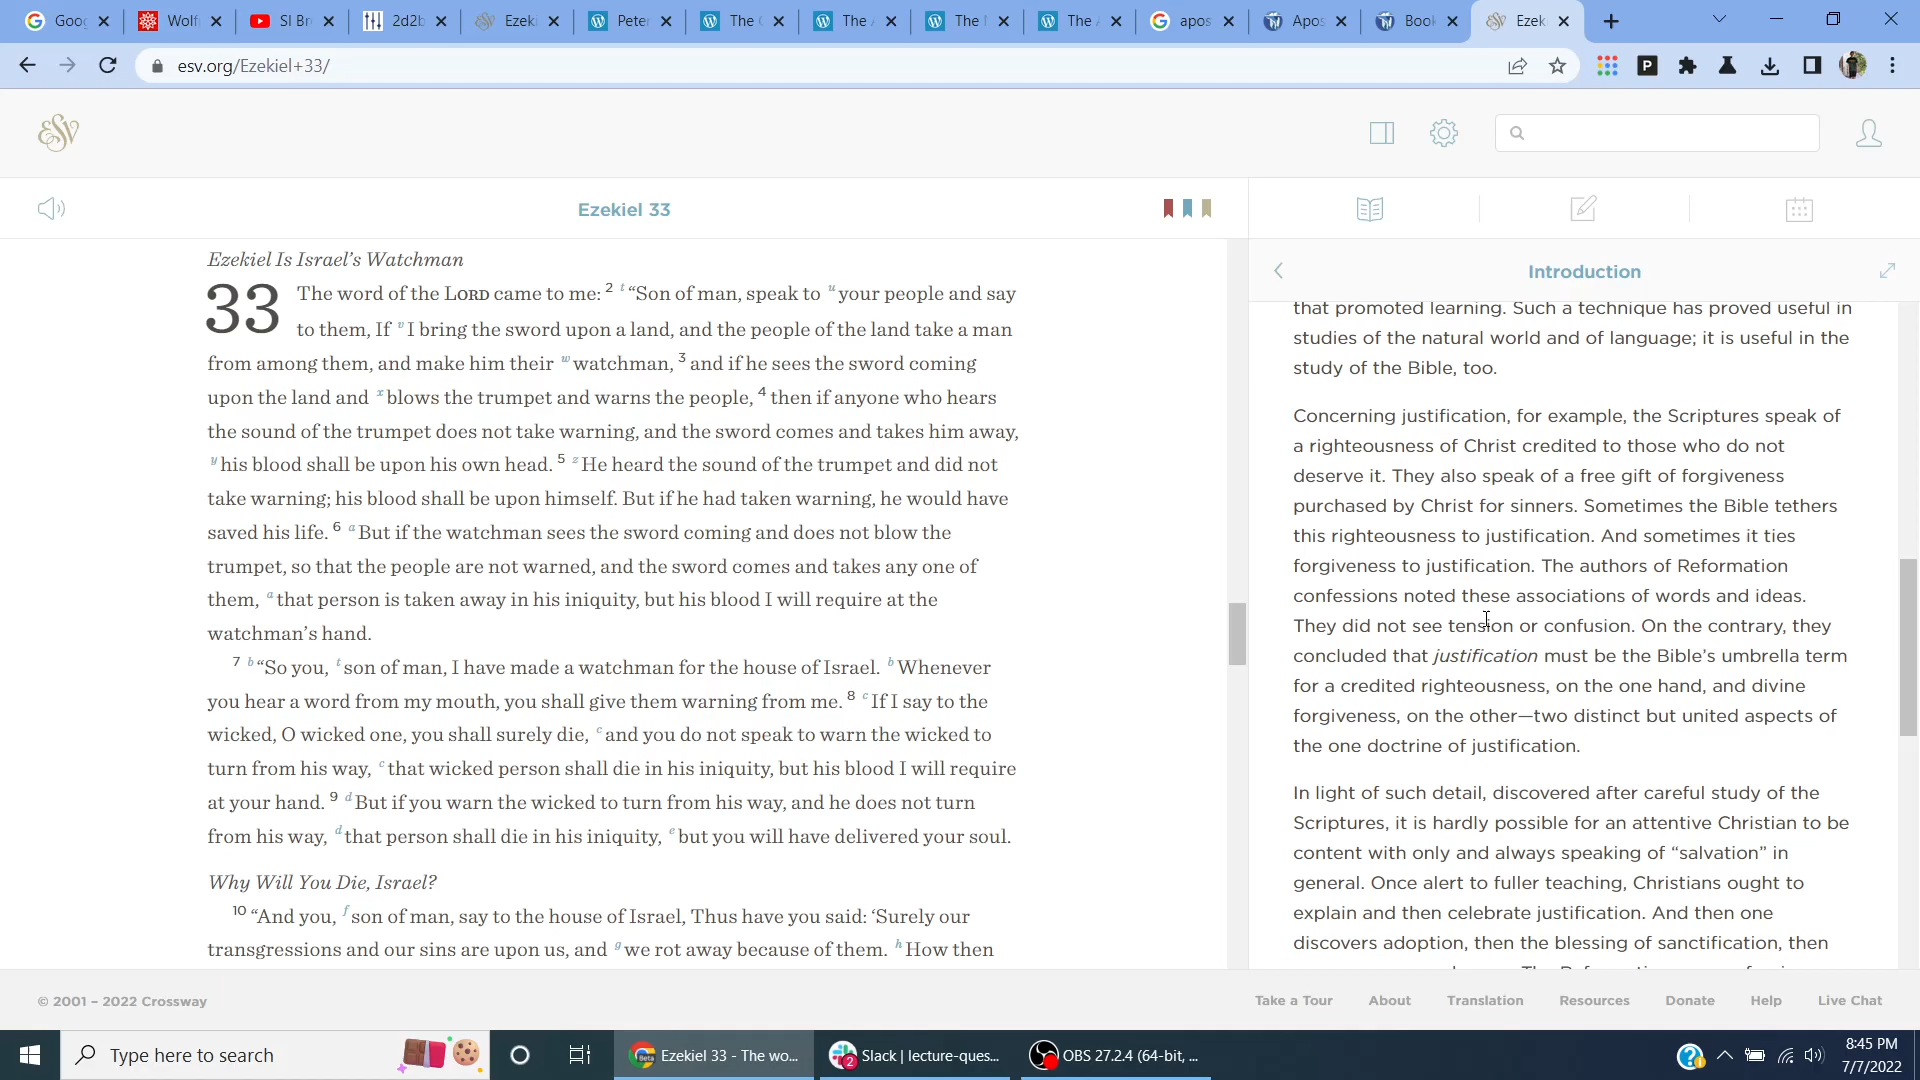 Goo
Wolf
SI Br
2d2b
Ezeki
Peter
The
The
The
The
apos
Apos
Book
Ezek
esv.org/Ezekiel+33/
P
ESV
Ezekiel 33
Ezekiel Is Israel's Watchman
33 The word of the LORD came to me: 2 t “Son of man, speak to u your people and say
to them, If v I bring the sword upon a land, and the people of the land take a man
from among them, and make him their w watchman, 3 and if he sees the sword coming
upon the land and x blows the trumpet and warns the people, 4 then if anyone who hears
the sound of the trumpet does not take warning, and the sword comes and takes him away,
y his blood shall be upon his own head. 5 z He heard the sound of the trumpet and did not
take warning; his blood shall be upon himself. But if he had taken warning, he would have
saved his life. 6 a But if the watchman sees the sword coming and does not blow the
trumpet, so that the people are not warned, and the sword comes and takes any one of
them, a that person is taken away in his iniquity, but his blood I will require at the
watchman's hand.
7 b “So you, t son of man, I have made a watchman for the house of Israel. b Whenever
you hear a word from my mouth, you shall give them warning from me. 8 c If I say to the
wicked, O wicked one, you shall surely die, c and you do not speak to warn the wicked to
turn from his way, c that wicked person shall die in his iniquity, but his blood I will require
at your hand. 9 d But if you warn the wicked to turn from his way, and he does not turn
from his way, d that person shall die in his iniquity, e but you will have delivered your soul.
Why Will You Die, Israel?
10 “And you, f son of man, say to the house of Israel, Thus have you said: ‘Surely our
transgressions and our sins are upon us, and g we rot away because of them. h How then
Introduction
that promoted learning. Such a technique has proved useful in
studies of the natural world and of language; it is useful in the
study of the Bible, too.
Concerning justification, for example, the Scriptures speak of
a righteousness of Christ credited to those who do not
deserve it. They also speak of a free gift of forgiveness
purchased by Christ for sinners. Sometimes the Bible tethers
this righteousness to justification. And sometimes it ties
forgiveness to justification. The authors of Reformation
confessions noted these associations of words and ideas.
They did not see tension or confusion. On the contrary, they
concluded that justification must be the Bible's umbrella term
for a credited righteousness, on the one hand, and divine
forgiveness, on the other—two distinct but united aspects of
the one doctrine of justification.
In light of such detail, discovered after careful study of the
Scriptures, it is hardly possible for an attentive Christian to be
content with only and always speaking of “salvation” in
general. Once alert to fuller teaching, Christians ought to
explain and then celebrate justification. And then one
discovers adoption, then the blessing of sanctification, then
© 2001 – 2022 Crossway
Take a Tour
About
Translation
Resources
Donate
Help
Live Chat
Type here to search
Ezekiel 33 - The wo...
2
Slack | lecture-ques...
OBS 27.2.4 (64-bit, ...
8:45 PM
7/7/2022